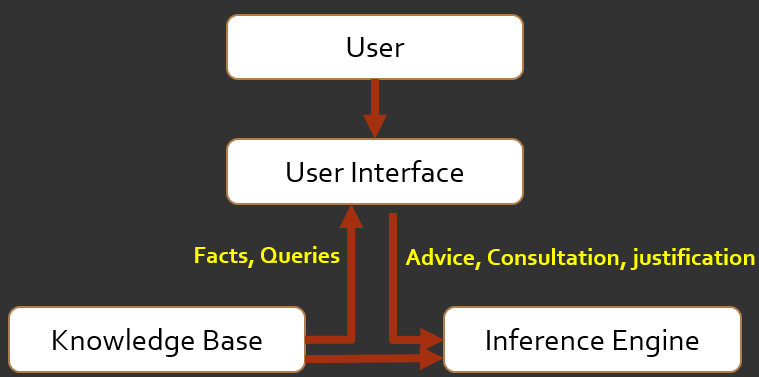 User
User Interface
Facts, Queries
Advice, Consultation, justification
Knowledge Base
Inference Engine